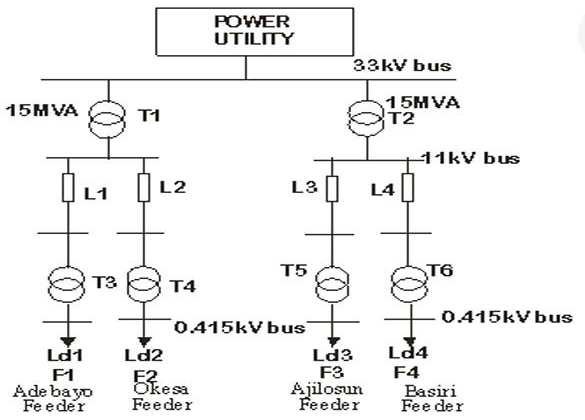 POWER
UTILITY
33kV bus
15MVA
T1
15MVA
T2
11kV bus
L1
L2
L3
L4
T3
T4
T5
T6
0.415kV bus
0.415kV bus
Ld1
Ld2
Ld3
Ld4
F1
F2
F3
F4
Adebayo
Feeder
Okesa
Feeder
Ajilosun
Feeder
Basiri
Feeder